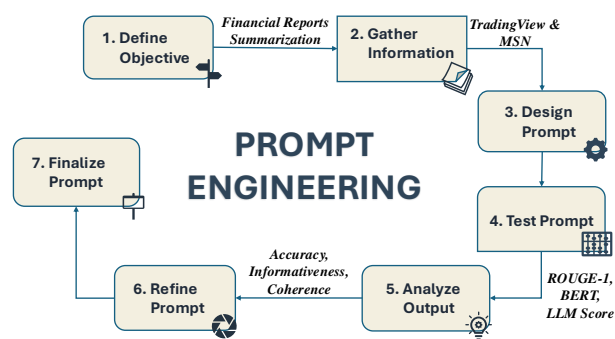 1. Define
Objective
Financial Reports
Summarization
2. Gather
Information
TradingView &
MSN
3. Design
Prompt
PROMPT
ENGINEERING
7. Finalize
Prompt
4. Test Prompt
ROUGE-1,
BERT,
LLM Score
5. Analyze
Output
Accuracy,
Informativeness,
Coherence
6. Refine
Prompt